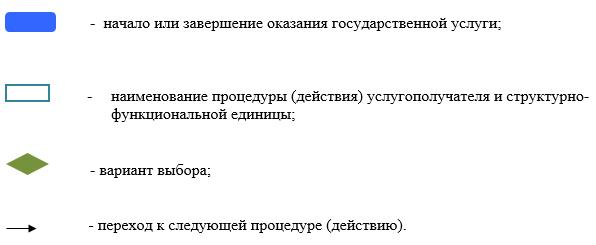 - начало или завершение оказания государственной услуги;
- наименование процедуры (действия) услугополучателя и структурно-
функциональной единицы;
- вариант выбора;
- переход к следующей процедуре (действию).